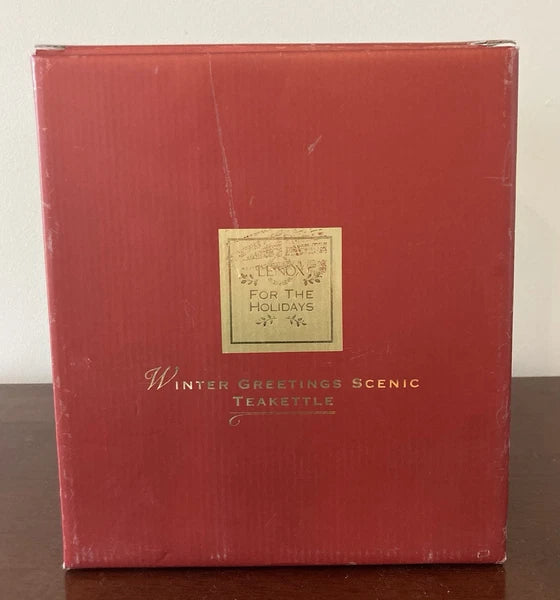 LENOX
FOR THE
HOLIDAYS
WINTER GREETINGS SCENIC
TEAKETTLE